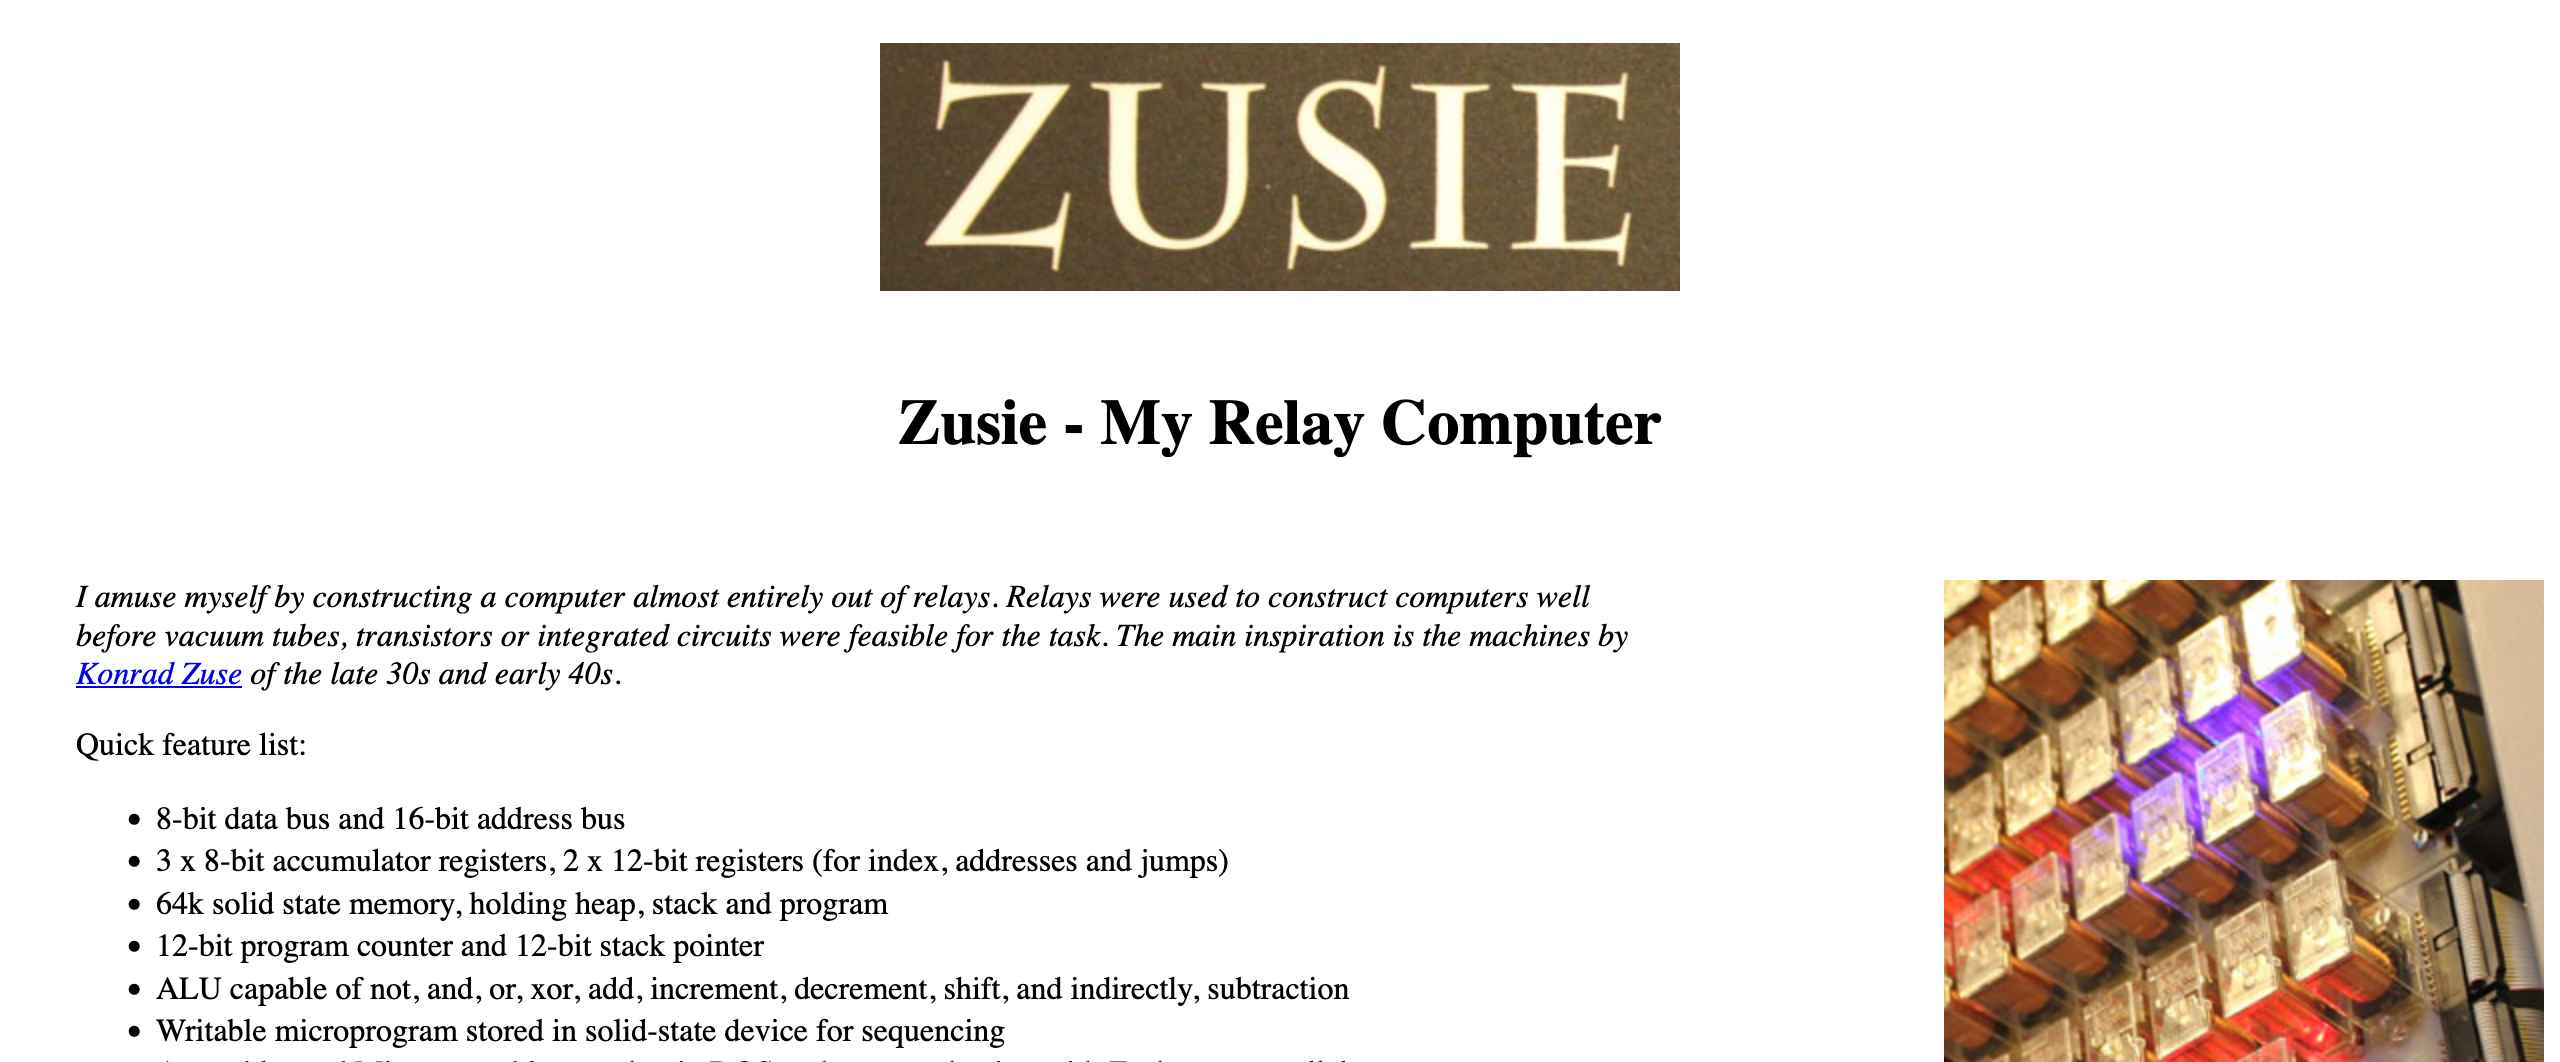 ZUSIE
Zusie - My Relay Computer
I amuse myself by constructing a computer almost entirely out of relays. Relays were used to construct computers well
before vacuum tubes, transistors or integrated circuits were feasible for the task. The main inspiration is the machines by
Konrad Zuse of the late 30s and early 40s.
Quick feature list:
• 8-bit data bus and 16-bit address bus
• 3 x 8-bit accumulator registers, 2 x 12-bit registers (for index, addresses and jumps)
• 64k solid state memory, holding heap, stack and program
• 12-bit program counter and 12-bit stack pointer
• ALU capable of not, and, or, xor, add, increment, decrement, shift, and indirectly, subtraction
• Writable microprogram stored in solid-state device for sequencing